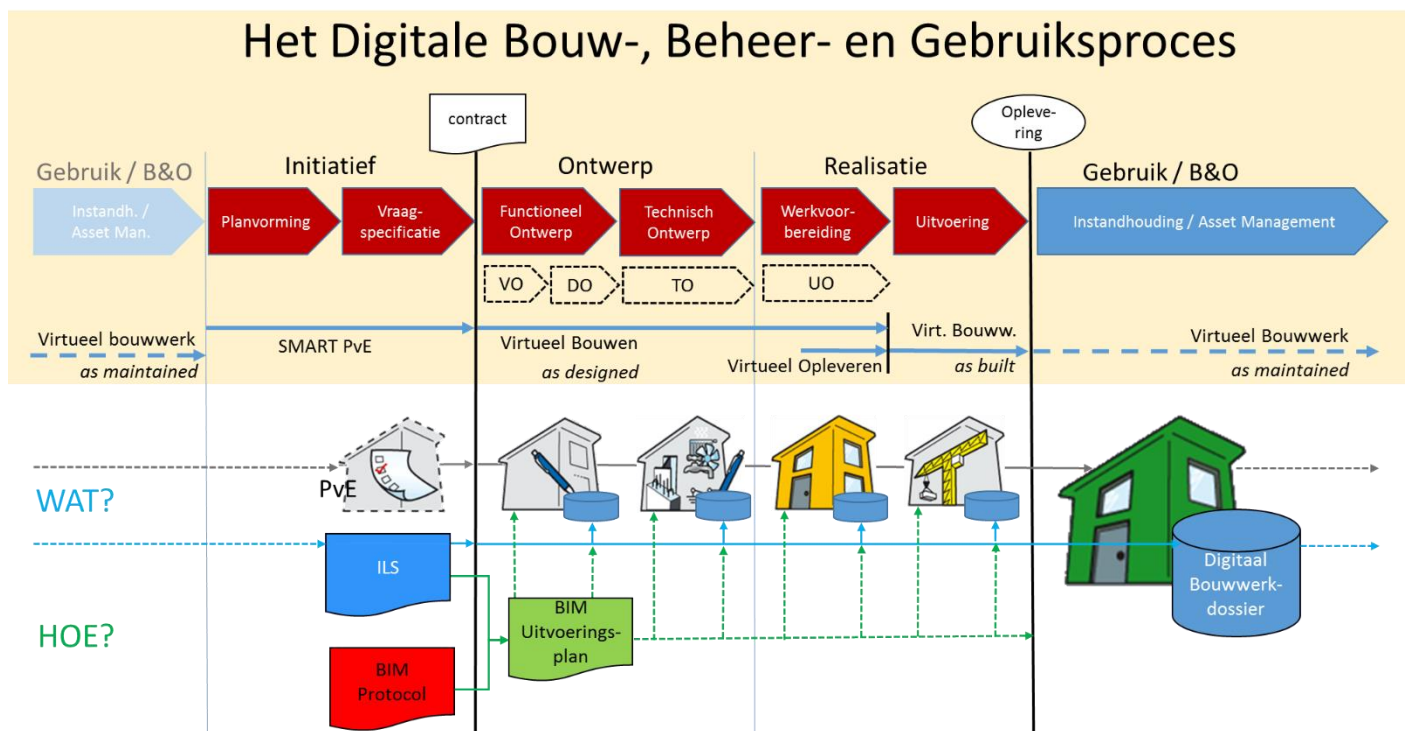 Het Digitale Bouw-, Beheer- en Gebruiksproces
contract
Opleve-
ring
Gebruik / B&O
Initiatief
Ontwerp
Realisatie
Gebruik / B&O
Instandh. /
Asset Man.
Planvorming
Vraag-
specificatie
Functioneel
Ontwerp
Technisch
Ontwerp
Werkvoor-
bereiding
Uitvoering
Instandhouding / Asset Management
VO
DO
TO
UO
Virtueel bouwwerk
as maintained
SMART PvE
Virtueel Bouwen
as designed
Virtueel Opleveren
Virt. Bouww.
as built
Virtueel Bouwwerk
as maintained
PvE
WAT?
ILS
Digitaal
Bouwwerk-
dossier
HOE?
BIM
Uitvoerings-
plan
BIM
Protocol